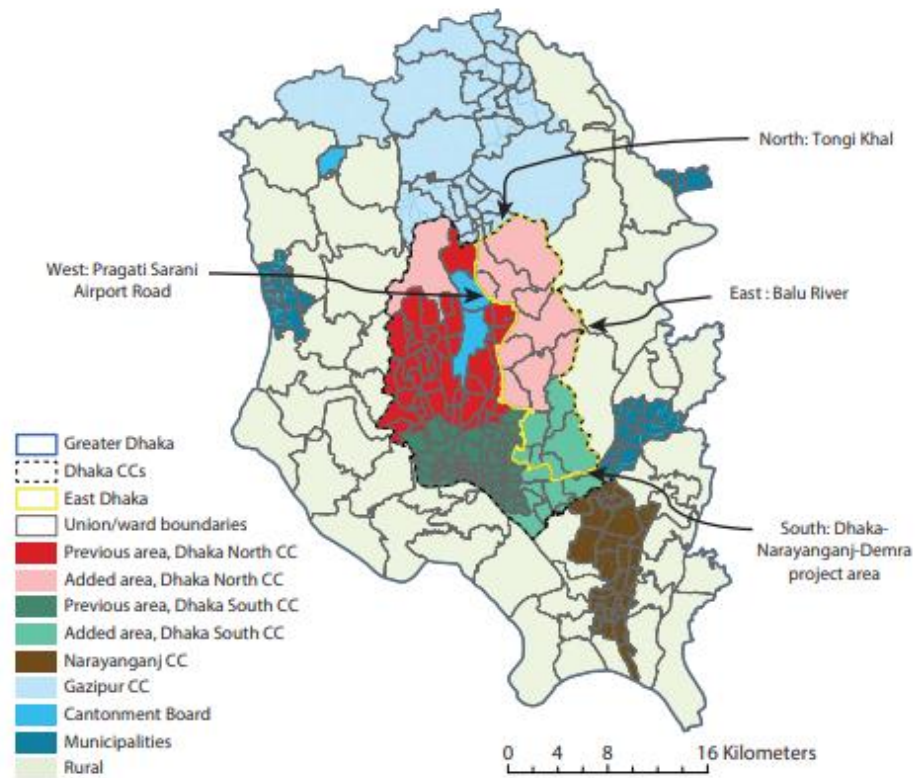 North: Tongi Khal
West: Pragati Sarani
Airport Road
East : Balu River
Greater Dhaka
Dhaka CCs
East Dhaka
Union/ward boundaries
Previous area, Dhaka North CC
Added area, Dhaka North CC
Previous area, Dhaka South CC
Added area, Dhaka South CC
Narayanganj CC
Gazipur CC
Cantonment Board
Municipalities
Rural
South: Dhaka-
Narayanganj-Demra
project area
0 4 8 16 Kilometers